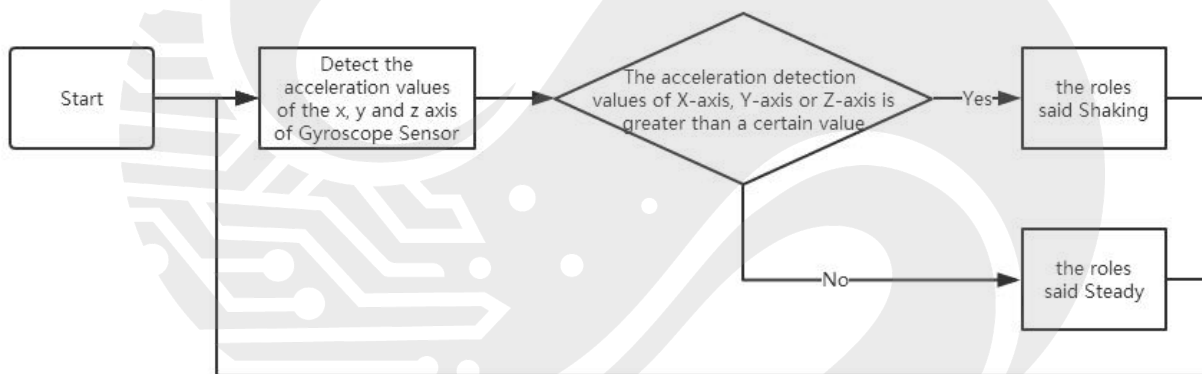 Start
Detect the
acceleration values
of the x, y and z axis
of Gyroscope Sensor
The acceleration detection
values of X-axis, Y-axis or Z-axis is
greater than a certain value
Yes
the roles
said Shaking
No
the roles
said Steady